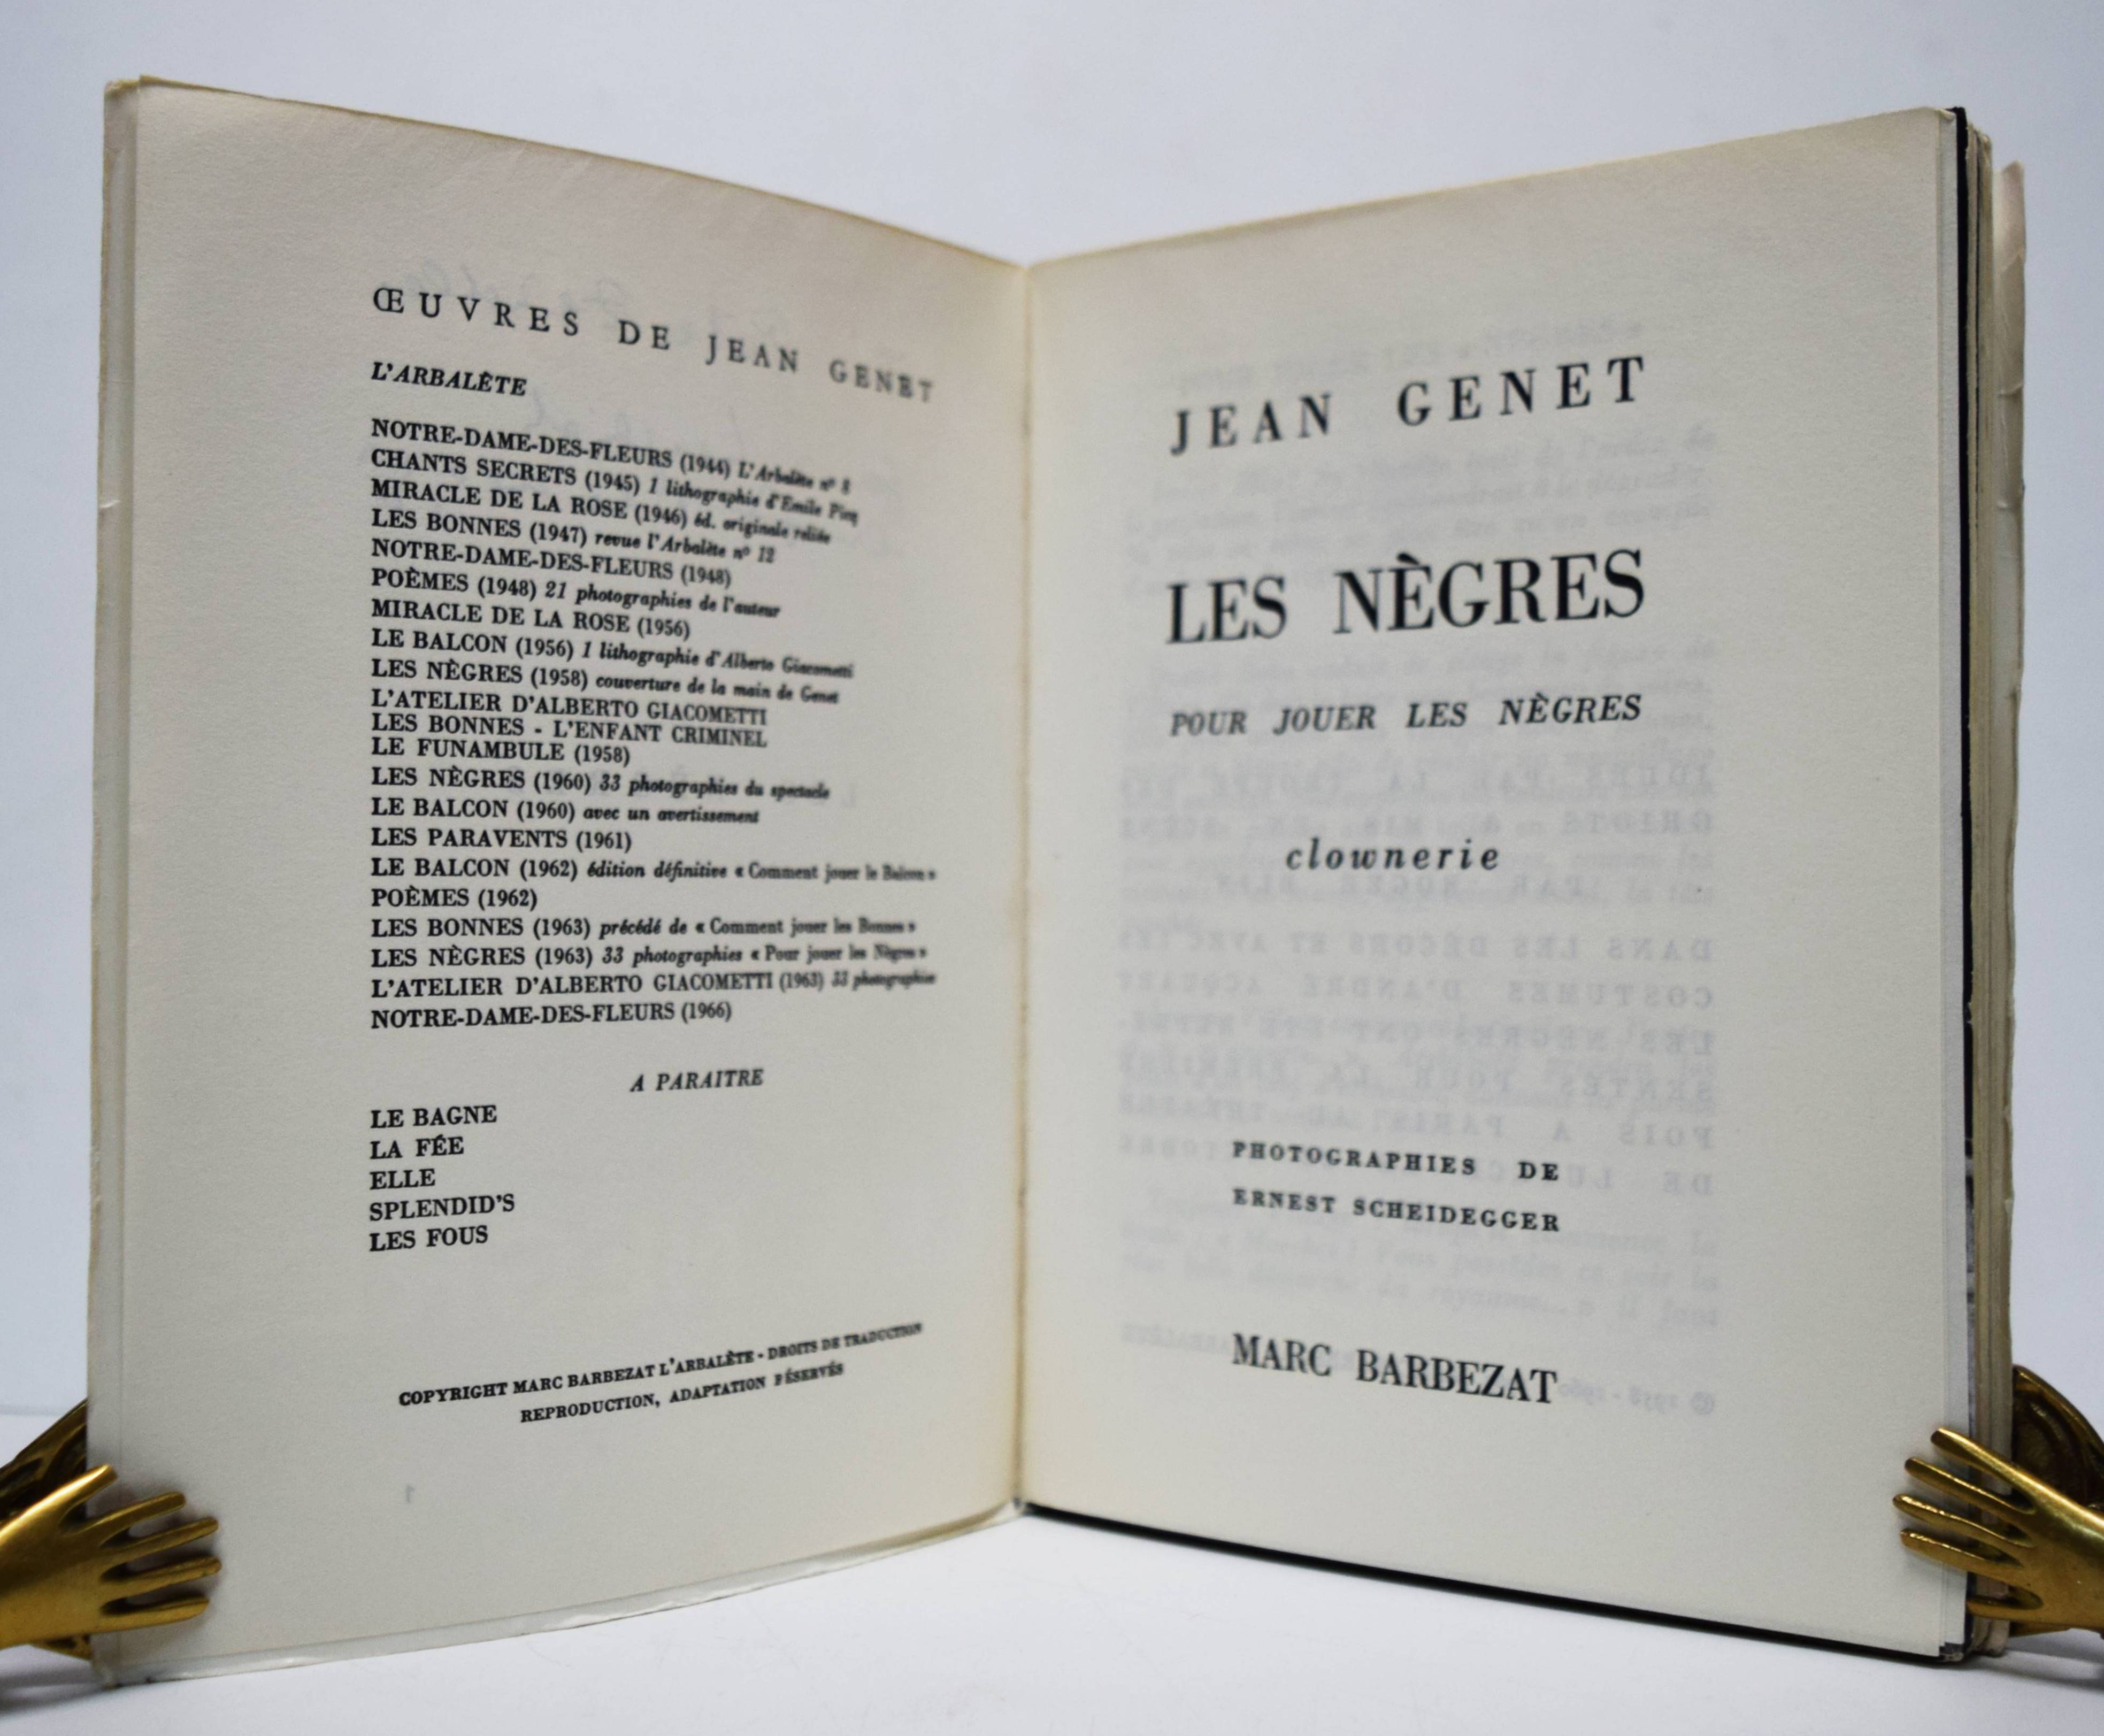 ŒUVRES DE JEAN GENET
L'ARBALÈTE
NOTRE-DAME-DES-FLEURS (1944) L'Arbalète n° 8
CHANTS SECRETS (1945) 1 lithographie d'Emile Picq
MIRACLE DE LA ROSE (1946) éd. originale reliée
LES BONNES (1947) revue l'Arbalète n° 12
NOTRE-DAME-DES-FLEURS (1948)
POÈMES (1948) 21 photographies de l'auteur
MIRACLE DE LA ROSE (1956)
LE BALCON (1956) 1 lithographie d'Alberto Giacometti
LES NÈGRES (1958) couverture de la main de Genet
L'ATELIER D'ALBERTO GIACOMETTI
LES BONNES - L'ENFANT CRIMINEL
LE FUNAMBULE (1958)
LES NÈGRES (1960) 33 photographies du spectacle
LE BALCON (1960) avec un avertissement
LES PARAVENTS (1961)
LE BALCON (1962) édition définitive « Comment jouer le Balcon »
POÈMES (1962)
LES BONNES (1963) précédé de « Comment jouer les Bonnes »
LES NÈGRES (1963) 33 photographies « Pour jouer les Nègres »
L'ATELIER D'ALBERTO GIACOMETTI (1963) 33 photographies
NOTRE-DAME-DES-FLEURS (1966)
A PARAITRE
LE BAGNE
LA FÉE
ELLE
SPLENDID'S
LES FOUS
COPYRIGHT MARC BARBEZAT L'ARBALÈTE - DROITS DE TRADUCTION
REPRODUCTION, ADAPTATION RÉSERVÉS
JEAN GENET
LES NÈGRES
POUR JOUER LES NÈGRES
clownerie
PHOTOGRAPHIES DE
ERNEST SCHEIDEGGER
MARC BARBEZAT